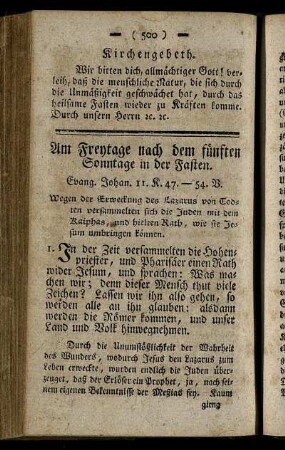 — ( 500 ) —
Kirchengebeth.
Wir bitten dich, allmächtiger Gott! ver-
leih, daß die menschliche Natur, die sich durch
die Unmäßigkeit geschwächet hat, durch das
heilsame Fasten wieder zu Kräften komme.
Durch unsern Herrn ꝛc. ꝛc.
Am Freytage nach dem fünften
Sonntage in der Fasten.
Evang. Johan. 11. K. 47. — 54. V.
Wegen der Erweckung des Lazarus von Tod-
ten versammelten sich die Juden mit dem
Kaiphas, und hielten Rath, wie sie Je-
sum umbringen können.
1. In der Zeit versammelten die Hohen-
priester, und Pharisäer einen Rath
wider Jesum, und sprachen: Was ma-
chen wir; denn dieser Mensch thut viele
Zeichen? Lassen wir ihn also gehen, so
werden alle an ihn glauben: alsdann
werden die Römer kommen, und unser
Land und Volk hinwegnehmen.
Durch die Unumstößlichkeit der Wahrheit
des Wunders, wodurch Jesus den Lazarus zum
Leben erweckte, wurden endlich die Juden über-
zeuget, daß der Erlöser ein Prophet, ja, nach sei-
nem eigenen Bekenntnisse der Meßias sey. Kaum
gieng